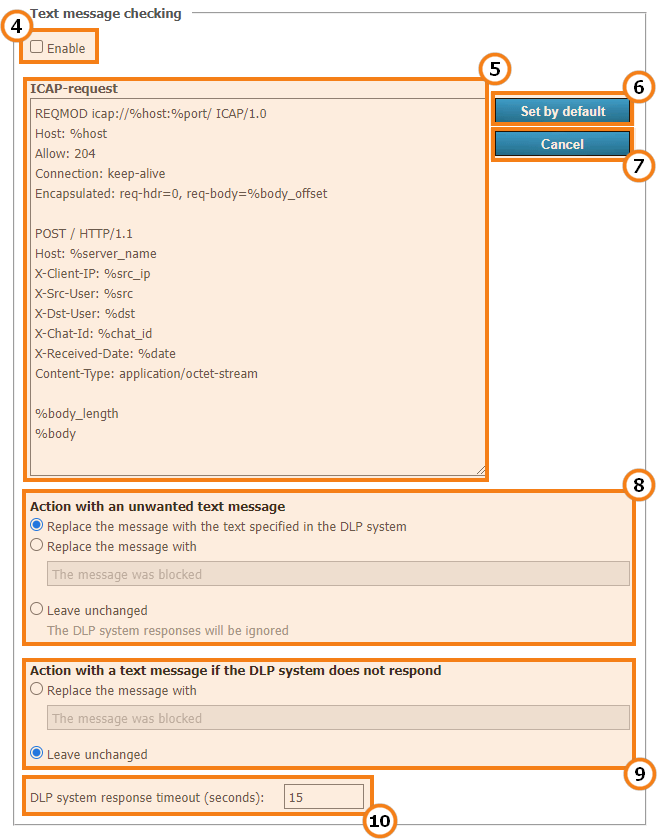 Text message checking
4
Enable
5
ICAP-request
6
REQMOD icap://%host:%port/ ICAP/1.0
Set by default
Host: %host
Allow: 204
Cancel
7
Connection: keep-alive
Encapsulated: req-hdr=0, req-body=%body_offset
POST / HTTP/1.1
Host: %server_name
X-Client-IP: %src_ip
X-Src-User: %src
X-Dst-User: %dst
X-Chat-Id: %chat_id
X-Received-Date: %date
Content-Type: application/octet-stream
%body_length
%body
8
Action with an unwanted text message
Replace the message with the text specified in the DLP system
Replace the message with
The message was blocked
Leave unchanged
The DLP system responses will be ignored
Action with a text message if the DLP system does not respond
Replace the message with
The message was blocked
Leave unchanged
9
DLP system response timeout (seconds): 15
10